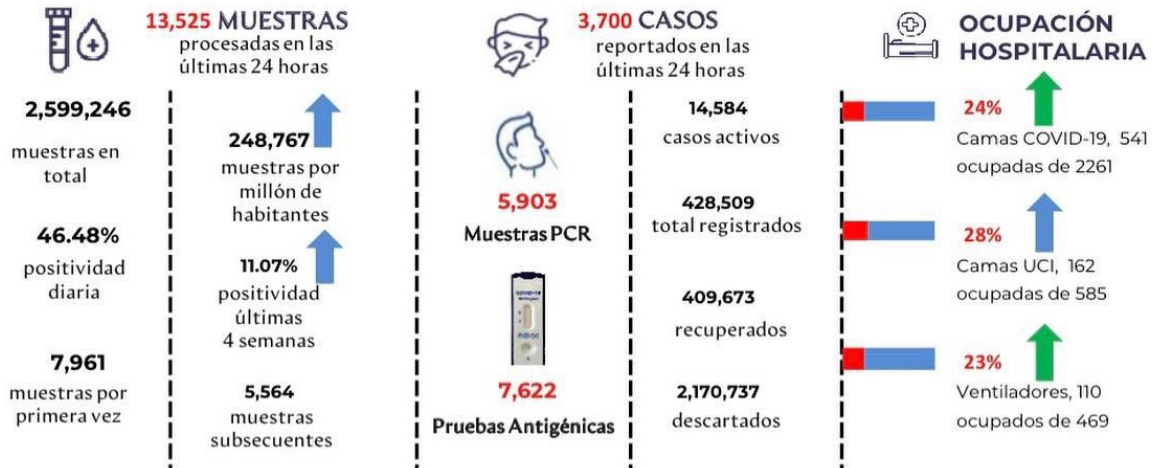 13,525 MUESTRAS
procesadas en las
últimas 24 horas
2,599,246
muestras en
total
46.48%
positividad
diaria
7,961
muestras por
primera vez
248,767
muestras por
millón de
habitantes
11.07%
positividad
últimas
4 semanas
5,564
muestras
subsecuentes
3,700 CASOS
reportados en las
últimas 24 horas
5,903
Muestras PCR
COVID-19
7,622
Pruebas Antigénicas
14,584
casos activos
428,509
total registrados
409,673
recuperados
2,170,737
descartados
OCUPACIÓN
HOSPITALARIA
24%
Camas COVID-19, 541
ocupadas de 2261
28%
Camas UCI, 162
ocupadas de 585
23%
Ventiladores, 110
ocupados de 469